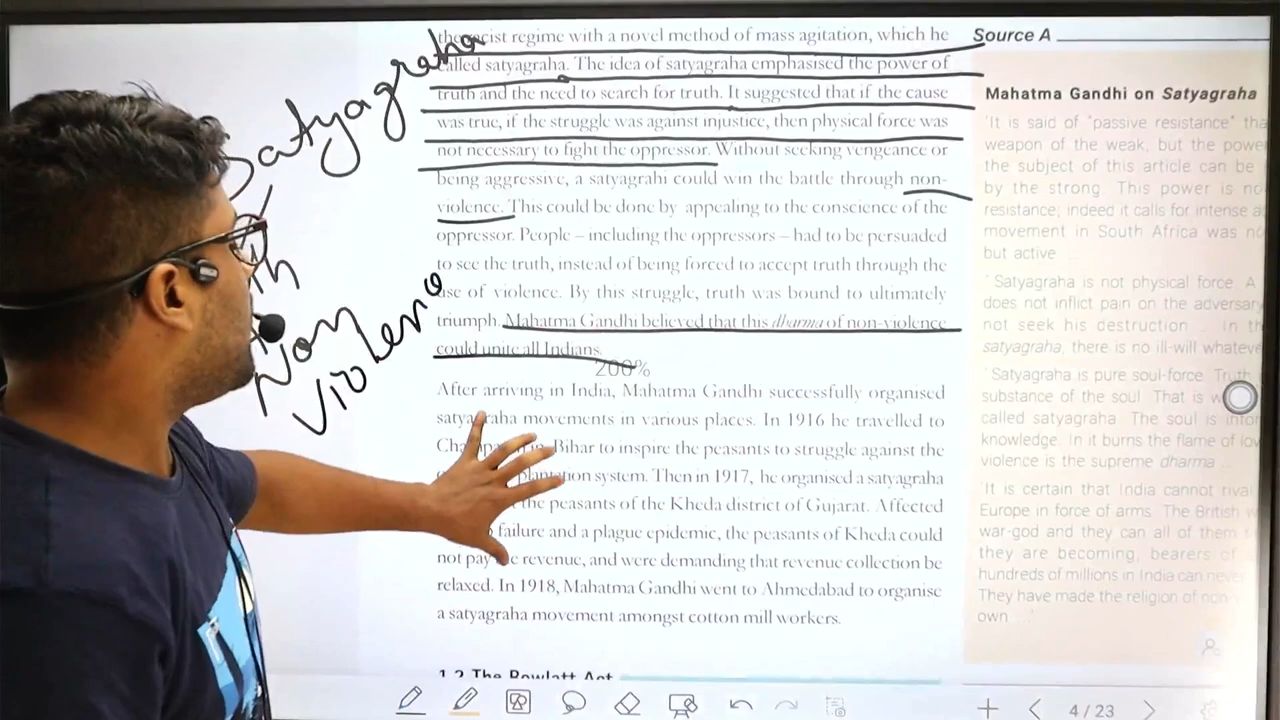 Satyagraha
Non
violence
the racist regime with a novel method of mass agitation, which he
called satyagraha. The idea of satyagraha emphasised the power of
truth and the need to search for truth. It suggested that if the cause
was true, if the struggle was against injustice, then physical force was
not necessary to fight the oppressor. Without seeking vengeance or
being aggressive, a satyagrahi could win the battle through non-
violence. This could be done by appealing to the conscience of the
oppressor. People – including the oppressors – had to be persuaded
to see the truth, instead of being forced to accept truth through the
use of violence. By this struggle, truth was bound to ultimately
triumph. Mahatma Gandhi believed that this dharma of non-violence
could unite all Indians.
200%
After arriving in India, Mahatma Gandhi successfully organised
satyagraha movements in various places. In 1916 he travelled to
in Bihar to inspire the peasants to struggle against the
plantation system. Then in 1917, he organised a satyagraha
the peasants of the Kheda district of Gujarat. Affected
failure and a plague epidemic, the peasants of Kheda could
not pay the revenue, and were demanding that revenue collection be
relaxed. In 1918, Mahatma Gandhi went to Ahmedabad to organise
a satyagraha movement amongst cotton mill workers.
1.2 The Rowlatt Act
Source A
Mahatma Gandhi on Satyagraha
'It is said of "passive resistance" tha
weapon of the weak, but the power
the subject of this article can be
by the strong. This power is no
resistance; indeed it calls for intense a
movement in South Africa was no
but active
'Satyagraha is not physical force. A
does not inflict pain on the adversary
not seek his destruction ... In th
satyagraha, there is no ill-will whateve
'Satyagraha is pure soul-force. Truth
substance of the soul. That is w
called satyagraha. The soul is infor
knowledge. In it burns the flame of lov
violence is the supreme dharma ...
'It is certain that India cannot rival
Europe in force of arms. The British w
war-god and they can all of them
they are becoming, bearers of
hundreds of millions in India can neve
They have made the religion of non
own ...'
4 / 23